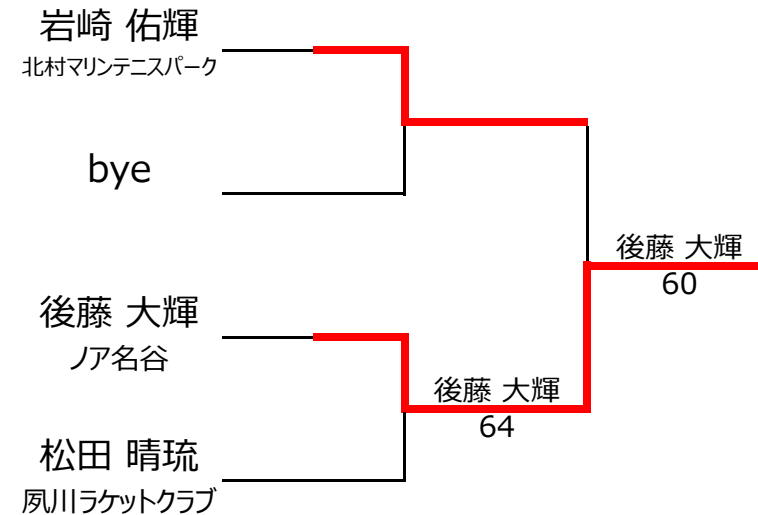 岩崎 佑輝
北村マリンテニスパーク
bye
後藤 大輝
60
後藤 大輝
ノア名谷
後藤 大輝
64
松田 晴琉
夙川ラケットクラブ